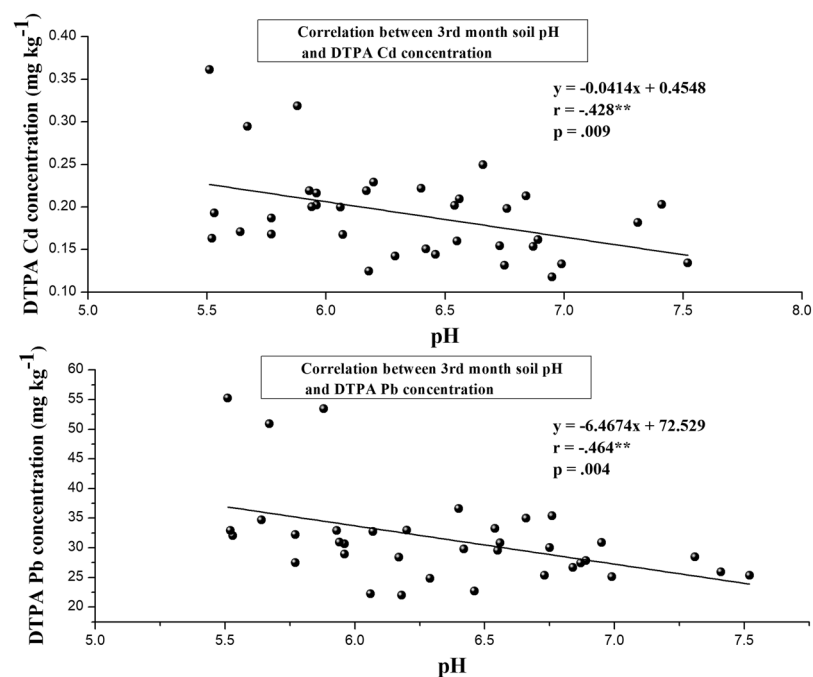 Correlation between 3rd month soil pH
and DTPA Cd concentration
y = -0.0414x + 0.4548
r = -.428**
p = .009
DTPA Cd concentration (mg kg-1)
0.40
0.35
0.30
0.25
0.20
0.15
0.10
5.0 5.5 6.0 6.5 7.0 7.5 8.0
pH
Correlation between 3rd month soil pH
and DTPA Pb concentration
y = -6.4674x + 72.529
r = -.464**
p = .004
DTPA Pb concentration (mg kg-1)
60
55
50
45
40
35
30
25
20
5.0 5.5 6.0 6.5 7.0 7.5
pH